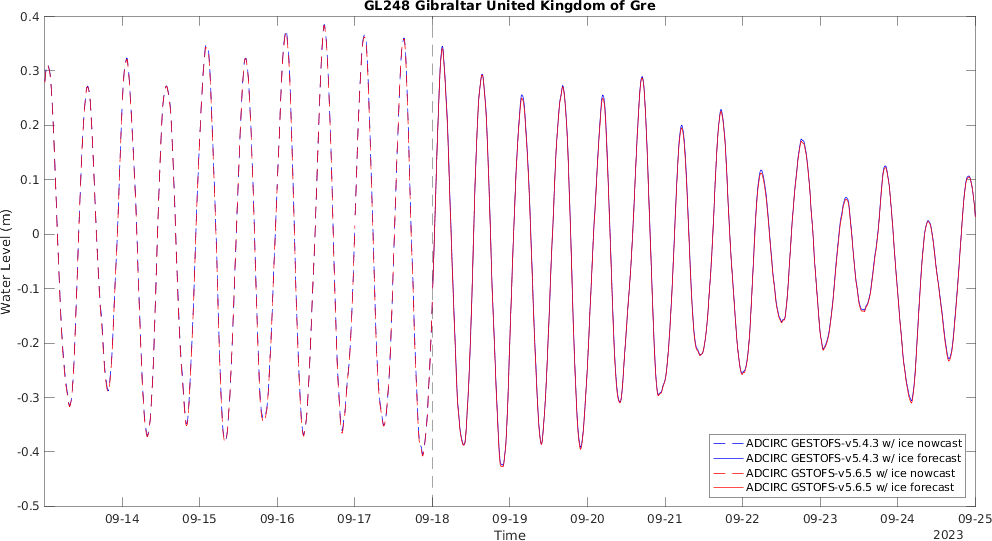 GL248 Gibraltar United Kingdom of Gre
0.4
0.3
0.2
0.1
0
-0.1
-0.2
-0.3
-0.4
-0.5
Water Level (m)
ADCIRC GESTOFS-v5.4.3 w/ ice nowcast
ADCIRC GESTOFS-v5.4.3 w/ ice forecast
ADCIRC GSTOFS-v5.6.5 w/ ice nowcast
ADCIRC GSTOFS-v5.6.5 w/ ice forecast
09-14 09-15 09-16 09-17 09-18 09-19 09-20 09-21 09-22 09-23 09-24 09-25
Time
2023